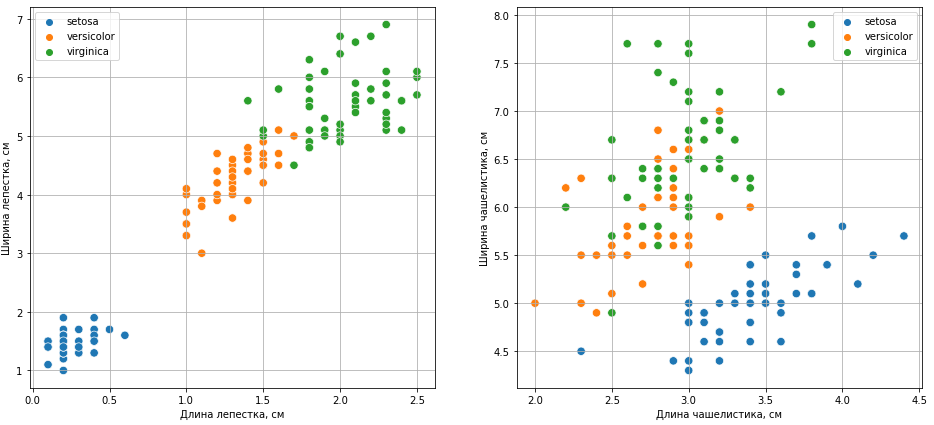 setosa
versicolor
virginica
7
6
5
4
3
2
1
0.0 0.5 1.0 1.5 2.0 2.5
Ширина лепестка, см
Длина лепестка, см
setosa
versicolor
virginica
8.0
7.5
7.0
6.5
6.0
5.5
5.0
4.5
2.0 2.5 3.0 3.5 4.0 4.5
Ширина чашелистика, см
Длина чашелистика, см